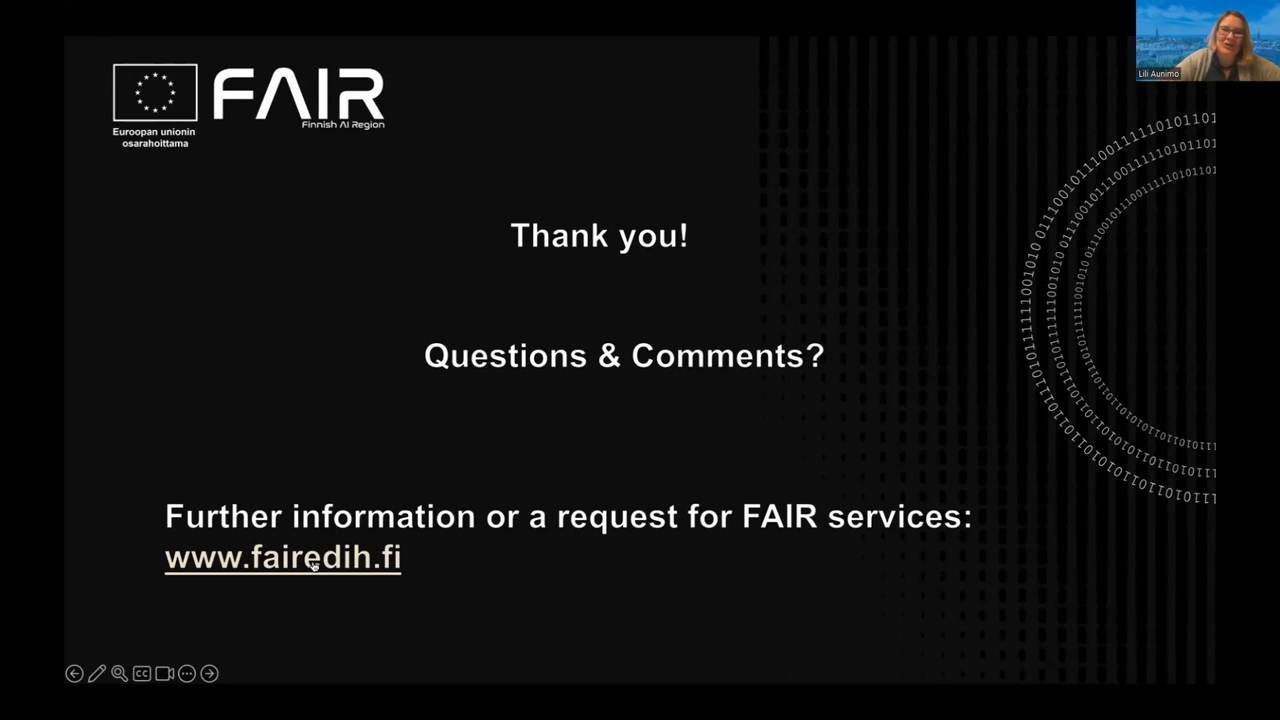 Lili Aunimo
FAIR
Finnish AI Region
Euroopan unionin
osarahoittama
Thank you!
Questions & Comments?
Further information or a request for FAIR services:
www.fairedih.fi
CC